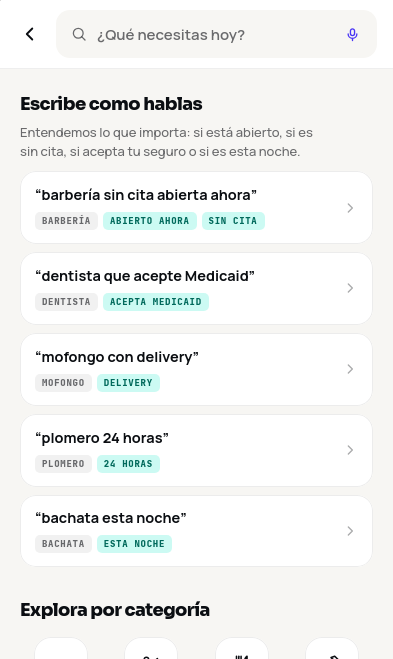 ¿Qué necesitas hoy?
Escribe como hablas
Entendemos lo que importa: si está abierto, si es
sin cita, si acepta tu seguro o si es esta noche.
“barbería sin cita abierta ahora”
BARBERÍA ABIERTO AHORA SIN CITA
“dentista que acepte Medicaid”
DENTISTA ACEPTA MEDICAID
“mofongo con delivery”
MOFONGO DELIVERY
“plomero 24 horas”
PLOMERO 24 HORAS
“bachata esta noche”
BACHATA ESTA NOCHE
Explora por categoría